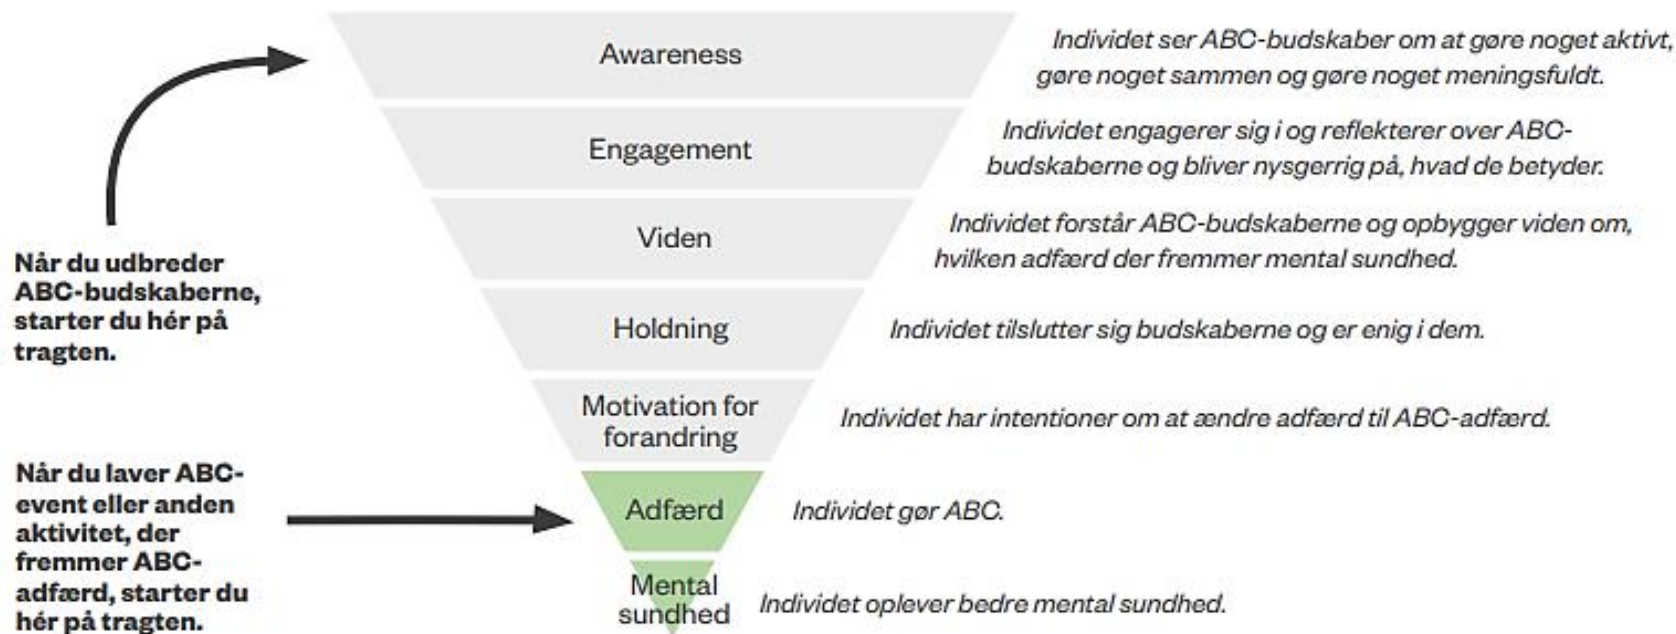 Awareness
Individet ser ABC-budskaber om at gøre noget aktivt,
gøre noget sammen og gøre noget meningsfuldt.
Engagement
Individet engagerer sig i og reflekterer over ABC-
budskaberne og bliver nysgerrig på, hvad de betyder.
Viden
Individet forstår ABC-budskaberne og opbygger viden om,
hvilken adfærd der fremmer mental sundhed.
Når du udbreder
ABC-budskaberne,
starter du hér på
tragten.
Holdning
Individet tilslutter sig budskaberne og er enig i dem.
Motivation for
forandring
Individet har intentioner om at ændre adfærd til ABC-adfærd.
Når du laver ABC-
event eller anden
aktivitet, der
fremmer ABC-
adfærd, starter du
hér på tragten.
Adfærd
Individet gør ABC.
Mental
sundhed
Individet oplever bedre mental sundhed.